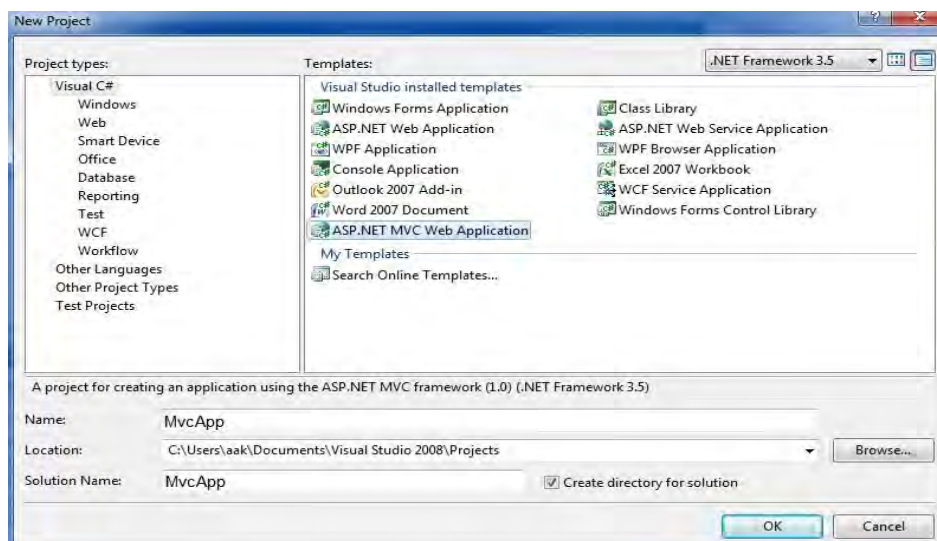 New Project
Project types:
Templates:
.NET Framework 3.5
Visual C#
Windows
Web
Smart Device
Office
Database
Reporting
Test
WCF
Workflow
Other Languages
Other Project Types
Test Projects
Visual Studio installed templates
Windows Forms Application
ASP.NET Web Application
WPF Application
Console Application
Outlook 2007 Add-in
Word 2007 Document
ASP.NET MVC Web Application
Class Library
ASP.NET Web Service Application
WPF Browser Application
Excel 2007 Workbook
WCF Service Application
Windows Forms Control Library
My Templates
Search Online Templates...
A project for creating an application using the ASP.NET MVC framework (1.0) (.NET Framework 3.5)
Name:
MvcApp
Location:
C:\Users\aak\Documents\Visual Studio 2008\Projects
Browse...
Solution Name:
MvcApp
Create directory for solution
OK
Cancel